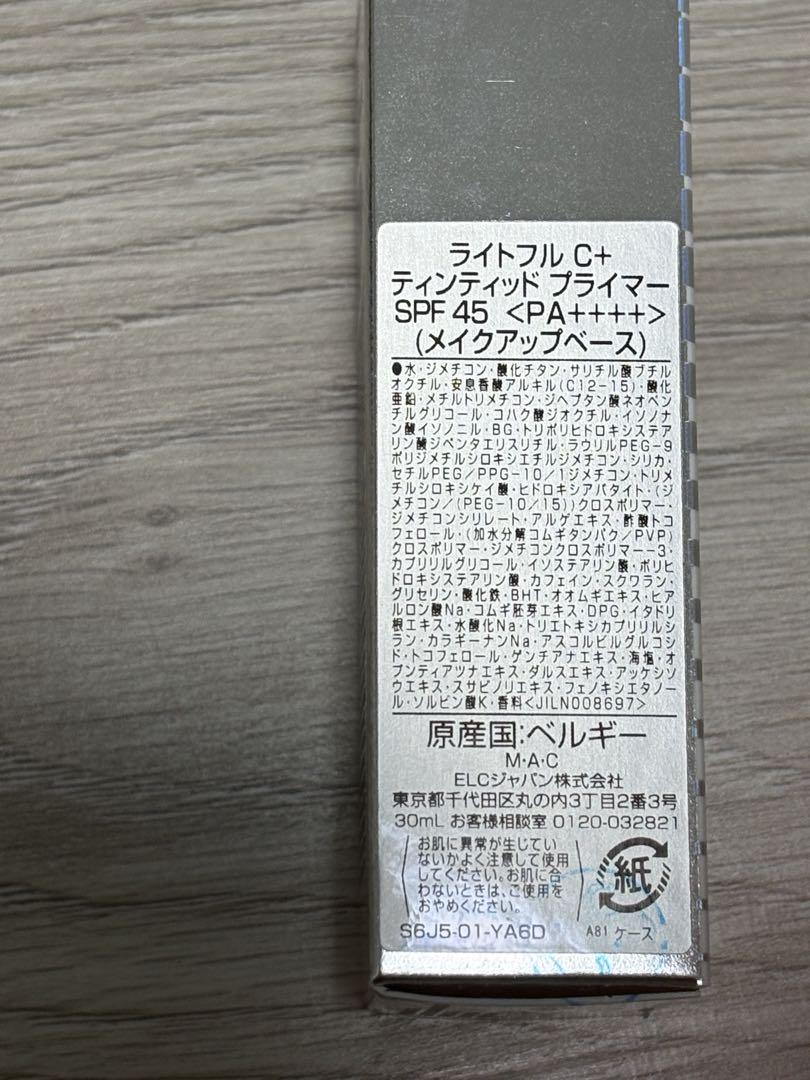 ライトフル C+
ティンティッド プライマー
SPF 45 <PA++++>
(メイクアップベース)
●水・ジメチコン・酸化チタン・サリチル酸ブチル
オクチル・安息香酸アルキル(C12-15)・酸化
亜鉛・メチルトリメチコン・ジヘプタン酸ネオペン
チルグリコール・コハク酸ジオクチル・イソノナ
ン酸イソノニル・BG・トリポリヒドロキシステア
リン酸ジペンタエリスリチル・ラウリルPEG-9
ポリジメチルシロキシエチルジメチコン・シリカ・
セチルPEG/PPG-10/1ジメチコン・トリメ
チルシロキシケイ酸・ヒドロキシアパタイト・(ジ
メチコン/(PEG-10/15))クロスポリマー・
ジメチコンシリレート・アルゲエキス・酢酸トコ
フェロール・(加水分解コムギタンパク/PVP)
クロスポリマー・ジメチコンクロスポリマー-3・
カプリリルグリコール・イソステアリン酸・ポリヒ
ドロキシステアリン酸・カフェイン・スクワラン・
グリセリン・酸化鉄・BHT・オオムギエキス・ヒア
ルロン酸Na・コムギ胚芽エキス・DPG・イタドリ
根エキス・水酸化Na・トリエトキシカプリリルシ
ラン・カラギーナンNa・アスコルビルグルコシ
ド・トコフェロール・ゲンチアナエキス・海塩・オ
プンティアツナエキス・ダルスエキス・アッケシソ
ウエキス・スサビノリエキス・フェノキシエタノー
ル・ソルビン酸K・香料<JILN008697>
原産国:ベルギー
M・A・C
ELCジャパン株式会社
東京都千代田区丸の内3丁目2番3号
30mL お客様相談室 0120-032821
お肌に異常が生じてい
ないかよく注意して使用
してください。お肌に合
わないときは、ご使用を
おやめください。
紙
S6J5-01-YA6D A81 ケース